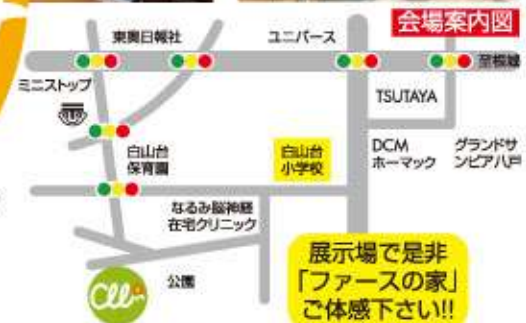 会場案内図
東奥日報社
ユニバース
至根城
ミニストップ
TSUTAYA
白山台
保育園
白山台
小学校
DCM
ホーマック
グランドサ
ンピア八戸
なるみ脳神経
在宅クリニック
公園
展示場で是非
「ファースの家」
ご体感下さい!!